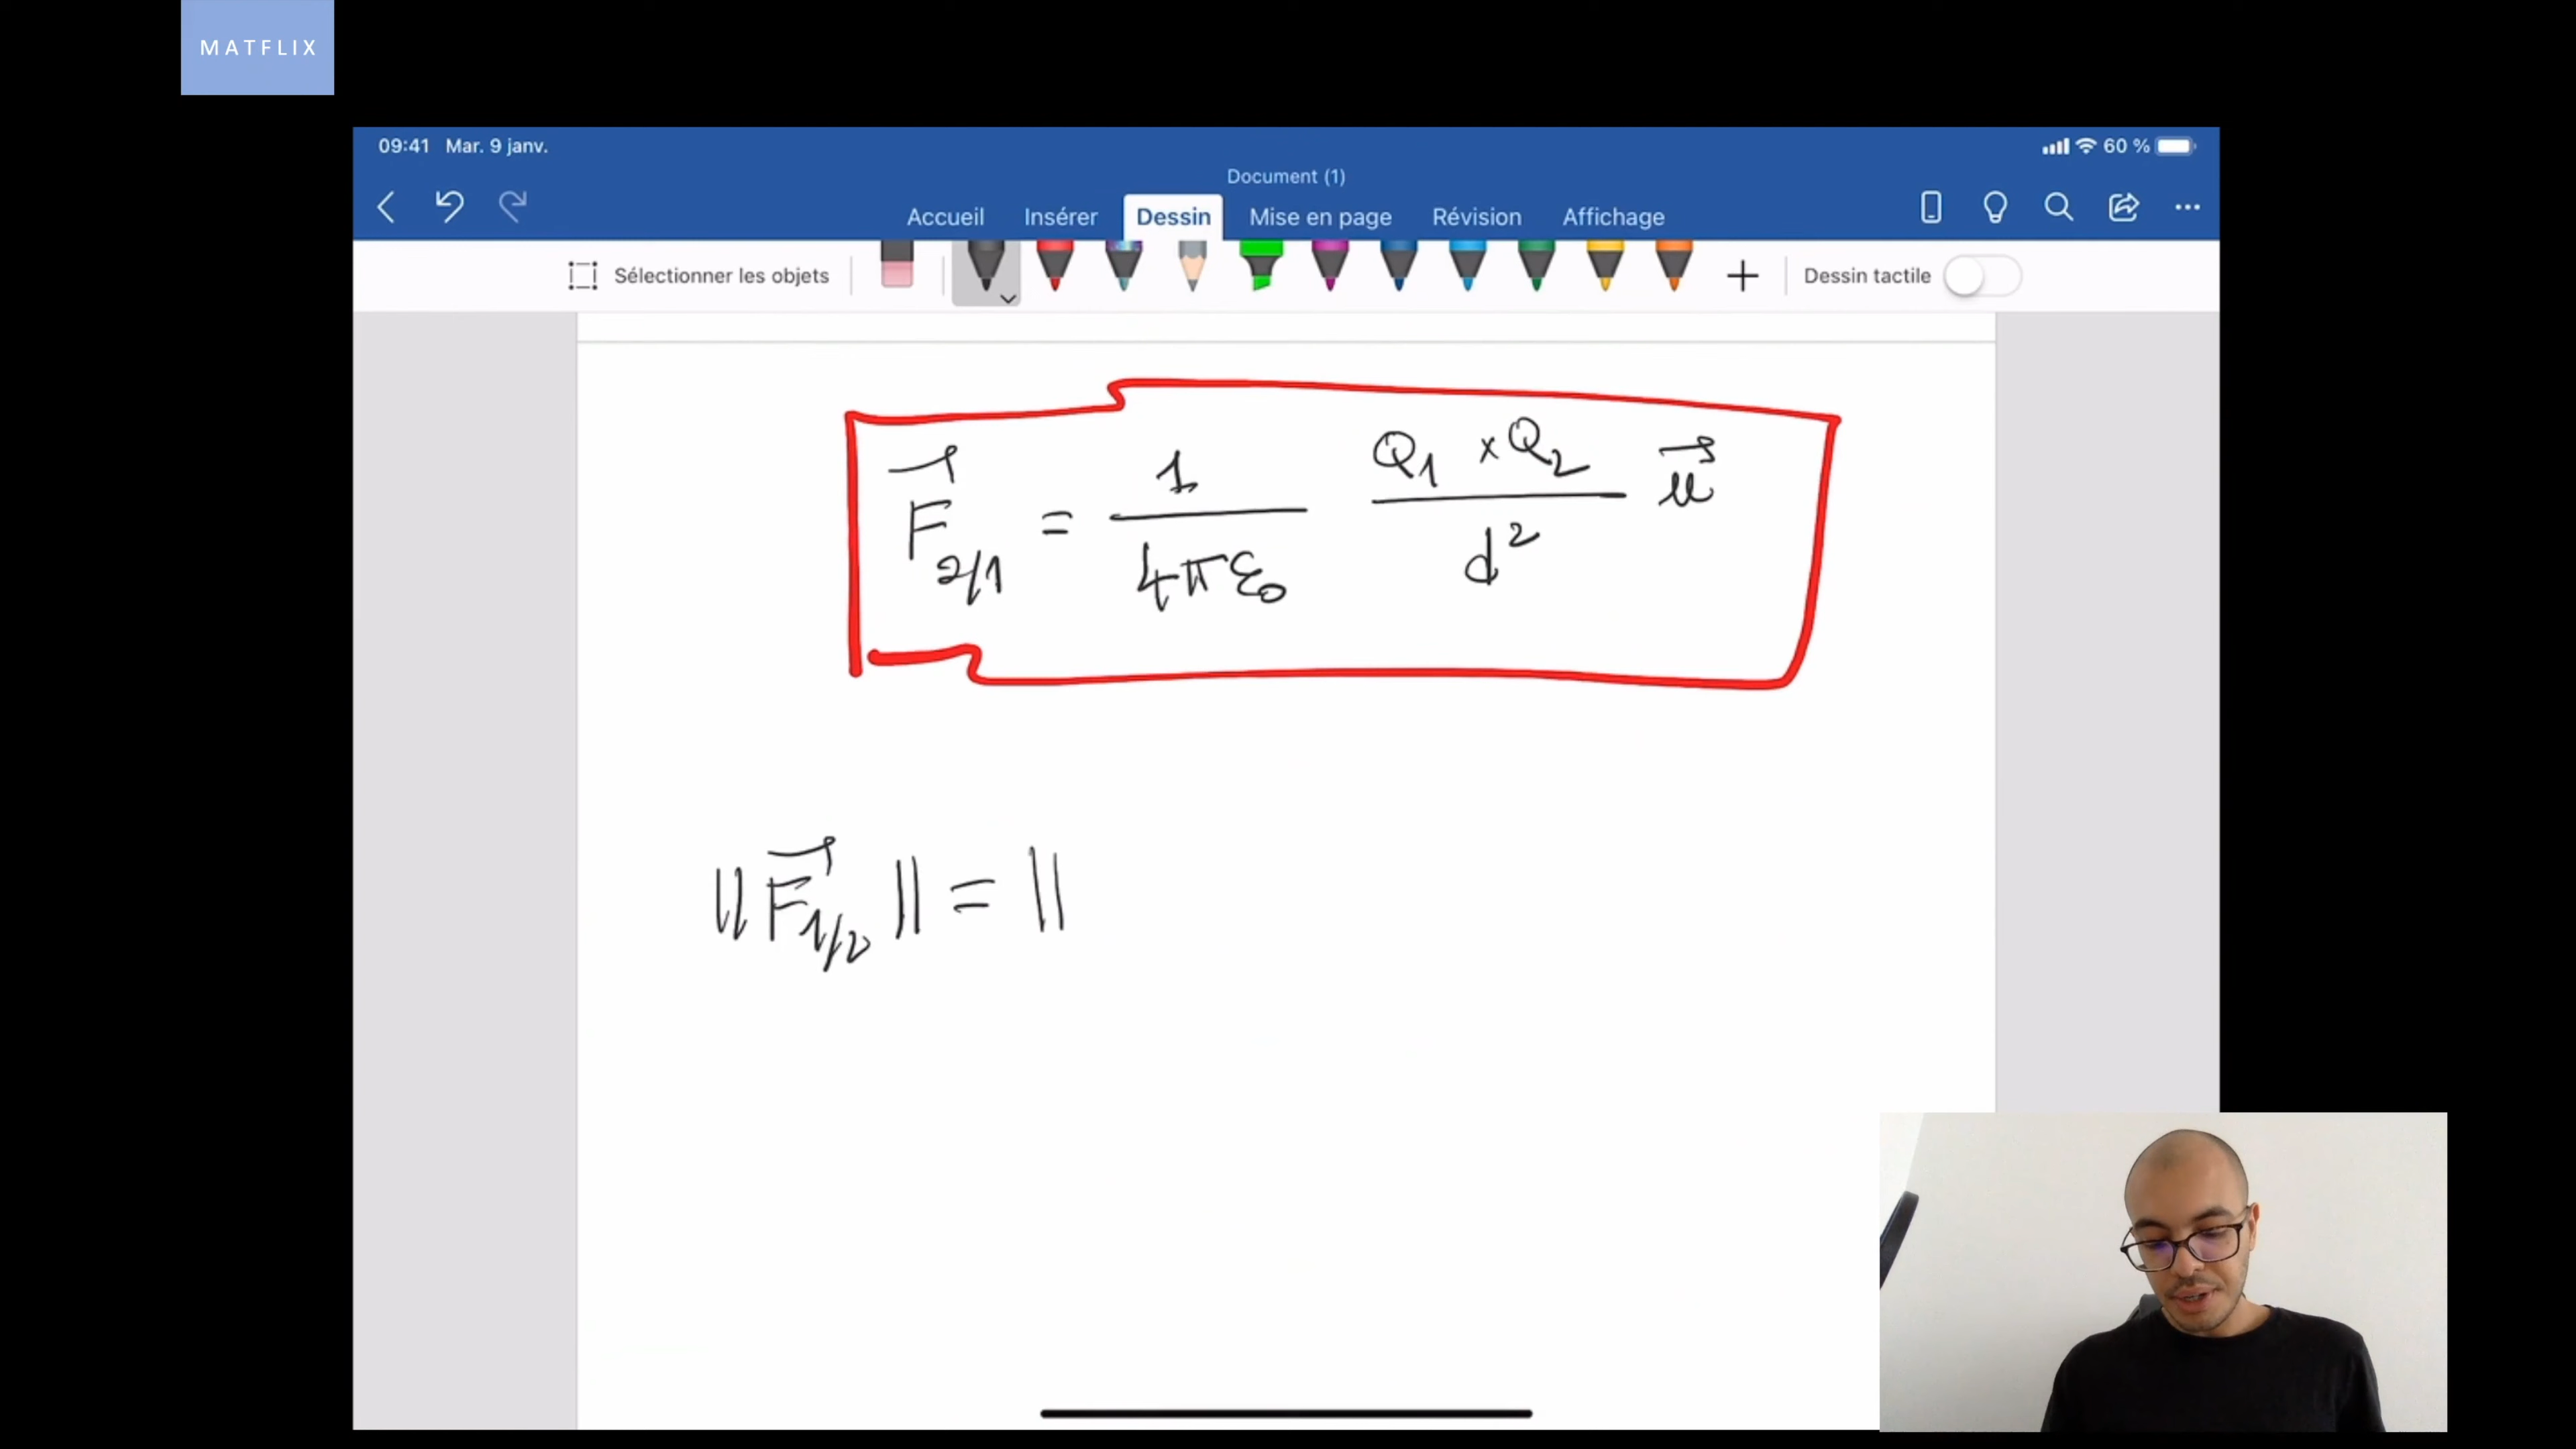 MATFLIX
09:41 Mar. 9 janv.
60 %
Document (1)
Accueil Insérer Dessin Mise en page Révision Affichage
Sélectionner les objets
Dessin tactile
F⃗ 2/1 = 1 / 4πε₀ Q₁ × Q₂ / d² u⃗
||F⃗ 1/2|| = ||